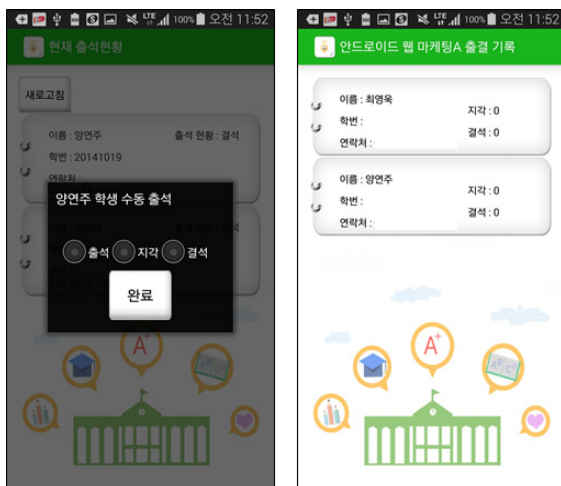 LTE 100% 오전 11:52
현재 출석현황
새로고침
이름 : 양연주 출석 현황 : 결석
학번 : 20141019
연락처 :
양연주 학생 수동 출석
출석 지각 결석
완료
A+
LTE 100% 오전 11:52
안드로이드 웹 마케팅A 출결 기록
이름 : 최영욱
지각 : 0
학번 :
결석 : 0
연락처 :
이름 : 양연주
지각 : 0
학번 :
결석 : 0
연락처 :
A+